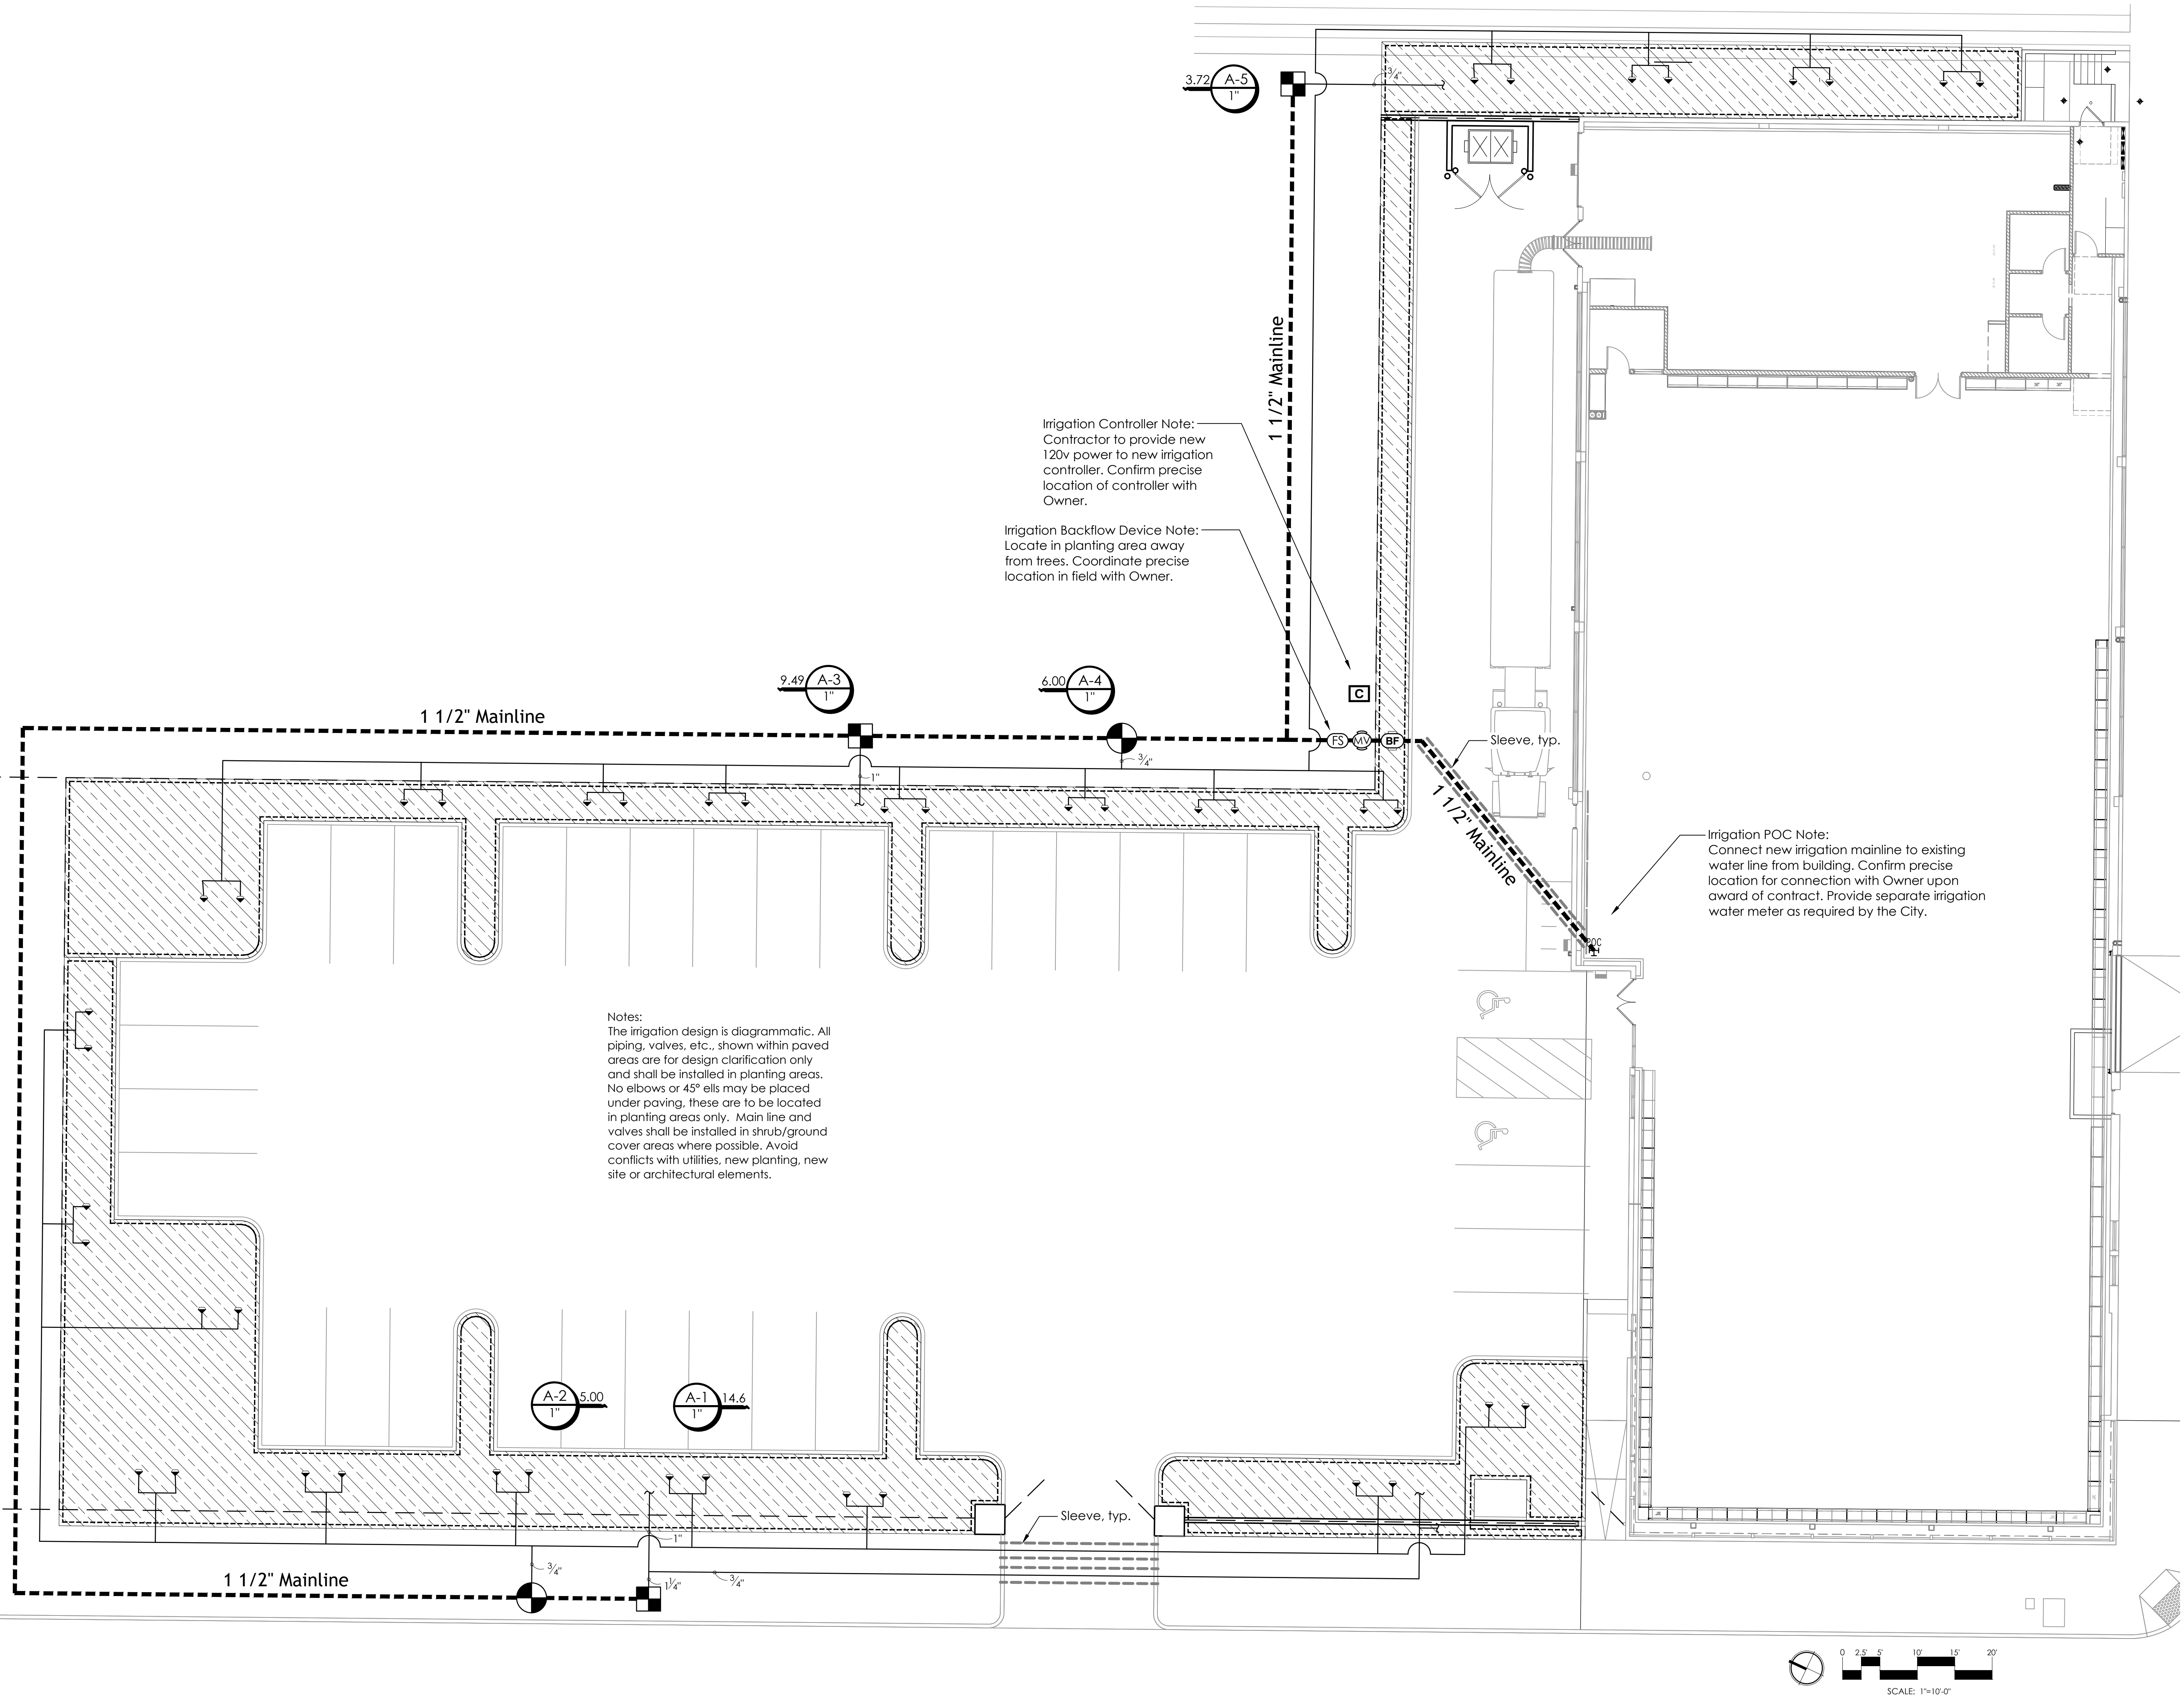 3.72
A-5
1"
3/4"
1 1/2" Mainline
Irrigation Controller Note:
Contractor to provide new
120v power to new irrigation
controller. Confirm precise
location of controller with
Owner.
Irrigation Backflow Device Note:
Locate in planting area away
from trees. Coordinate precise
location in field with Owner.
9.49
A-3
1"
6.00
A-4
1"
C
1 1/2" Mainline
FS
MV
BF
Sleeve, typ.
3/4"
1"
1 1/2" Mainline
Irrigation POC Note:
Connect new irrigation mainline to existing
water line from building. Confirm precise
location for connection with Owner upon
award of contract. Provide separate irrigation
water meter as required by the City.
POC
Notes:
The irrigation design is diagrammatic. All
piping, valves, etc., shown within paved
areas are for design clarification only
and shall be installed in planting areas.
No elbows or 45° ells may be placed
under paving, these are to be located
in planting areas only.  Main line and
valves shall be installed in shrub/ground
cover areas where possible. Avoid
conflicts with utilities, new planting, new
site or architectural elements.
A-2
1"
5.00
A-1
1"
14.6
Sleeve, typ.
1"
3/4"
1 1/2" Mainline
1 1/4"
3/4"
0 2.5' 5' 10' 15' 20'
SCALE: 1"=10'-0"